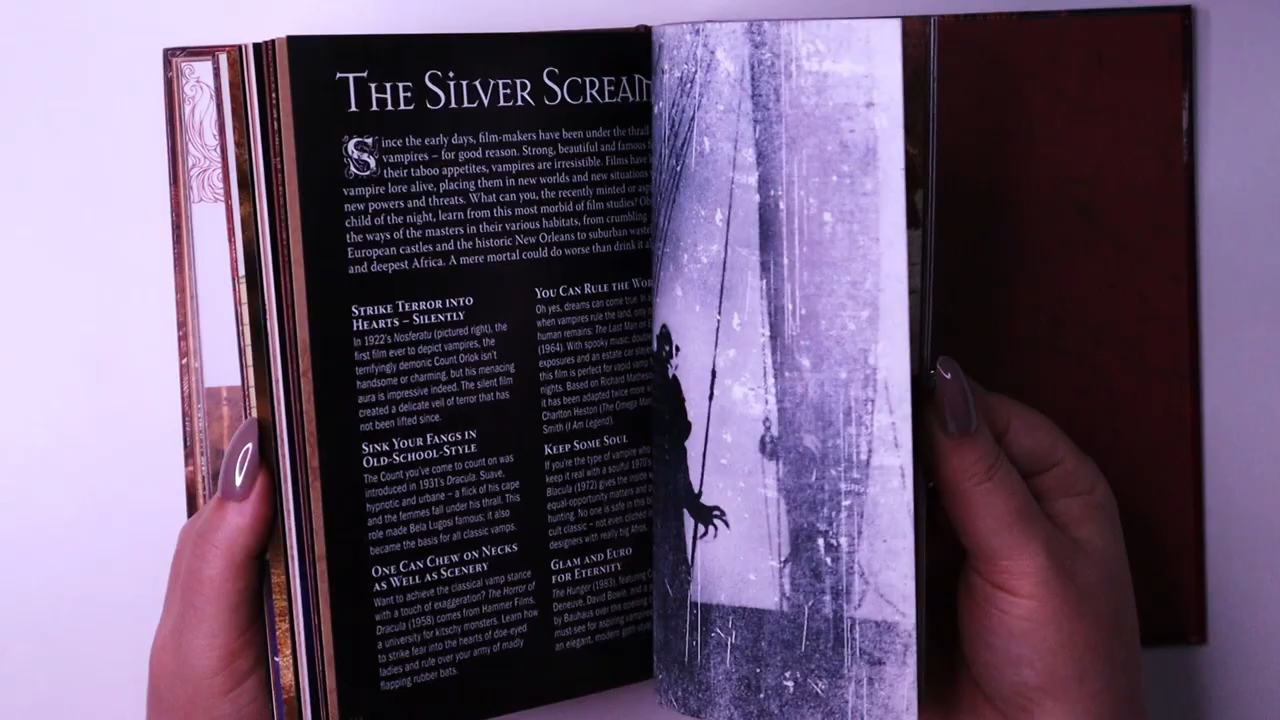 The Silver Scream
Since the early days, film-makers have been under the thrall
vampires – for good reason. Strong, beautiful and famous
their taboo appetites, vampires are irresistible. Films have
vampire lore alive, placing them in new worlds and new situations
new powers and threats. What can you, the recently minted or
child of the night, learn from this most morbid of film studies?
the ways of the masters in their various habitats, from crumbling
European castles and the historic New Orleans to suburban
and deepest Africa. A mere mortal could do worse than drink it
Strike Terror into
Hearts – Silently
In 1922's Nosferatu (pictured right), the
first film ever to depict vampires, the
terrifyingly demonic Count Orlok isn't
handsome or charming, but his menacing
aura is impressive indeed. The silent film
created a delicate veil of terror that has
not been lifted since.
Sink Your Fangs in
Old-School-Style
The Count you've come to count on was
introduced in 1931's Dracula. Suave,
hypnotic and urbane – a flick of his cape
and the femmes fall under his thrall. This
role made Bela Lugosi famous; it also
became the basis for all classic vamps.
One Can Chew on Necks
as Well as Scenery
Want to achieve the classical vamp stance
with a touch of exaggeration? The Horror of
Dracula (1958) comes from Hammer Films,
a university for kitschy monsters. Learn how
to strike fear into the hearts of doe-eyed
ladies and rule over your army of madly
flapping rubber bats.
You Can Rule the
Oh yes, dreams can come true. In
when vampires rule the land, only
human remains: The Last Man on
(1964). With spooky music,
exposures and an estate car
this film is perfect for vapid
nights. Based on Richard
it has been adapted twice more
Charlton Heston (The Omega
Smith (I Am Legend).
Keep Some Soul
If you're the type of vampire who
keep it real with a soulful 1970's
Blacula (1972) gives the inside
equal-opportunity matters and
hunting. No one is safe in this
cult classic – not even
designers with really big Afros.
Glam and Euro
for Eternity
The Hunger (1983), featuring
Deneuve, David Bowie, and a
by Bauhaus over the opening
must-see for aspiring
an elegant, modern